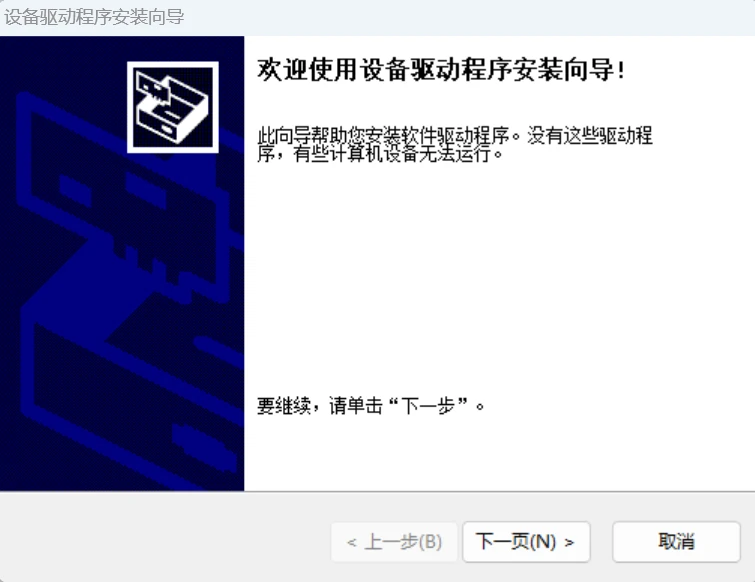 设备驱动程序安装向导
欢迎使用设备驱动程序安装向导!
此向导帮助您安装软件驱动程序。没有这些驱动程
序，有些计算机设备无法运行。
要继续，请单击“下一步”。
< 上一步(B)
下一页(N) >
取消